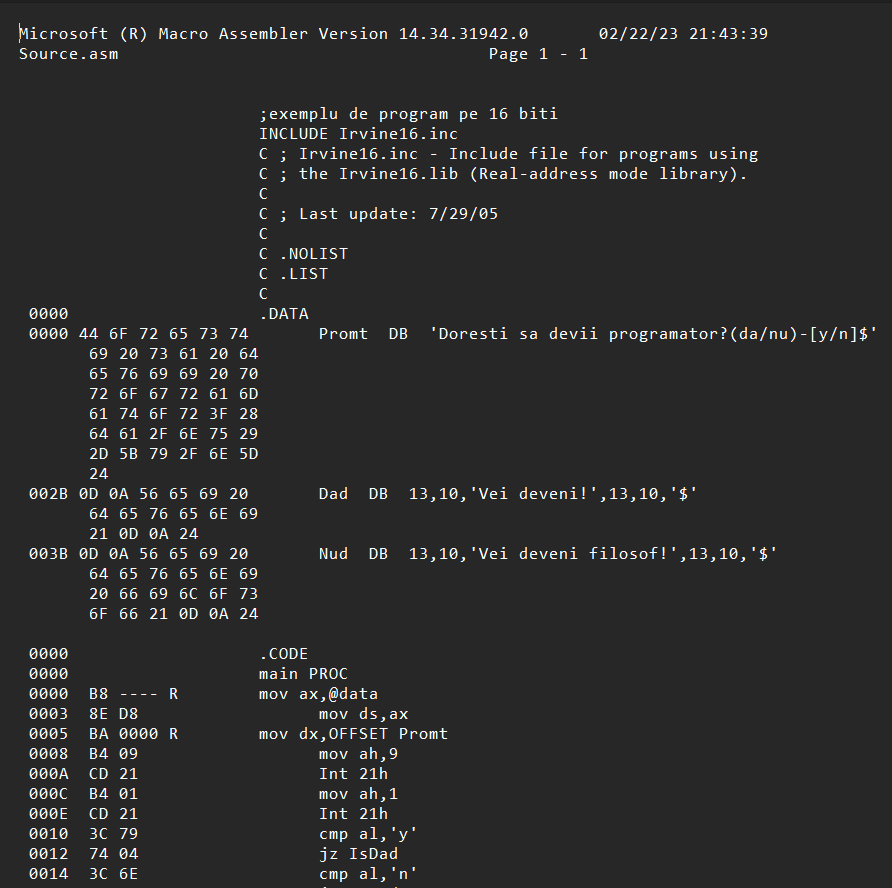 Microsoft (R) Macro Assembler Version 14.34.31942.0       02/22/23 21:43:39
Source.asm                                     Page 1 - 1
;exemplu de program pe 16 biti
INCLUDE Irvine16.inc
C ; Irvine16.inc - Include file for programs using
C ; the Irvine16.lib (Real-address mode library).
C
C ; Last update: 7/29/05
C
C .NOLIST
C .LIST
C
0000                   .DATA
0000 44 6F 72 65 73 74       Promt  DB  'Doresti sa devii programator?(da/nu)-[y/n]$'
69 20 73 61 20 64
65 76 69 69 20 70
72 6F 67 72 61 6D
61 74 6F 72 3F 28
64 61 2F 6E 75 29
2D 5B 79 2F 6E 5D
24
002B 0D 0A 56 65 69 20       Dad  DB  13,10,'Vei deveni!',13,10,'$'
64 65 76 65 6E 69
21 0D 0A 24
003B 0D 0A 56 65 69 20       Nud  DB  13,10,'Vei deveni filosof!',13,10,'$'
64 65 76 65 6E 69
20 66 69 6C 6F 73
6F 66 21 0D 0A 24
0000                   .CODE
0000                   main PROC
0000  B8 ---- R        mov ax,@data
0003  8E D8                  mov ds,ax
0005  BA 0000 R        mov dx,OFFSET Promt
0008  B4 09                  mov ah,9
000A  CD 21                  Int 21h
000C  B4 01                  mov ah,1
000E  CD 21                  Int 21h
0010  3C 79                  cmp al,'y'
0012  74 04                  jz IsDad
0014  3C 6E                  cmp al,'n'